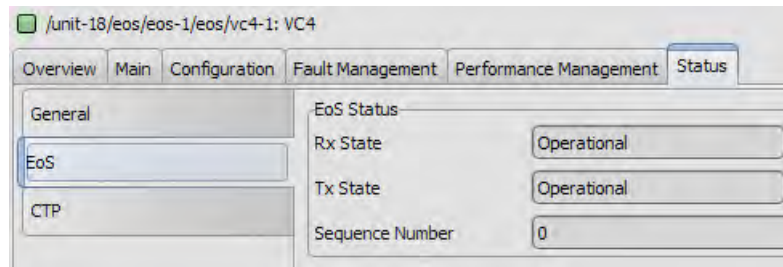 /unit-18/eos/eos-1/eos/vc4-1: VC4
Overview Main Configuration Fault Management Performance Management Status
General
EoS
CTP
EoS Status
Rx State Operational
Tx State Operational
Sequence Number 0